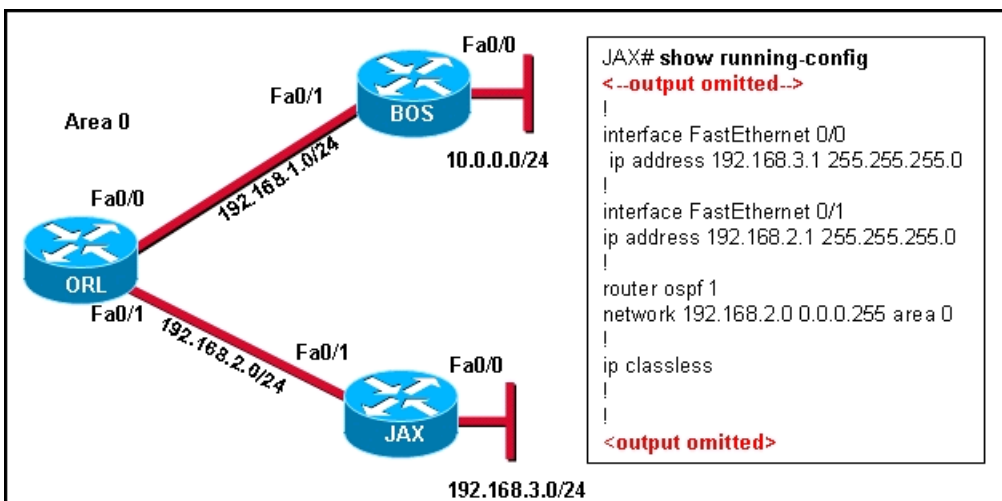 Fa0/0
Fa0/1
BOS
Area 0
10.0.0.0/24
192.168.1.0/24
Fa0/0
ORL
Fa0/1
192.168.2.0/24
Fa0/1
Fa0/0
JAX
192.168.3.0/24
JAX# show running-config
<--output omitted-->
!
interface FastEthernet 0/0
ip address 192.168.3.1 255.255.255.0
!
interface FastEthernet 0/1
ip address 192.168.2.1 255.255.255.0
!
router ospf 1
network 192.168.2.0 0.0.0.255 area 0
!
ip classless
!
!
<output omitted>